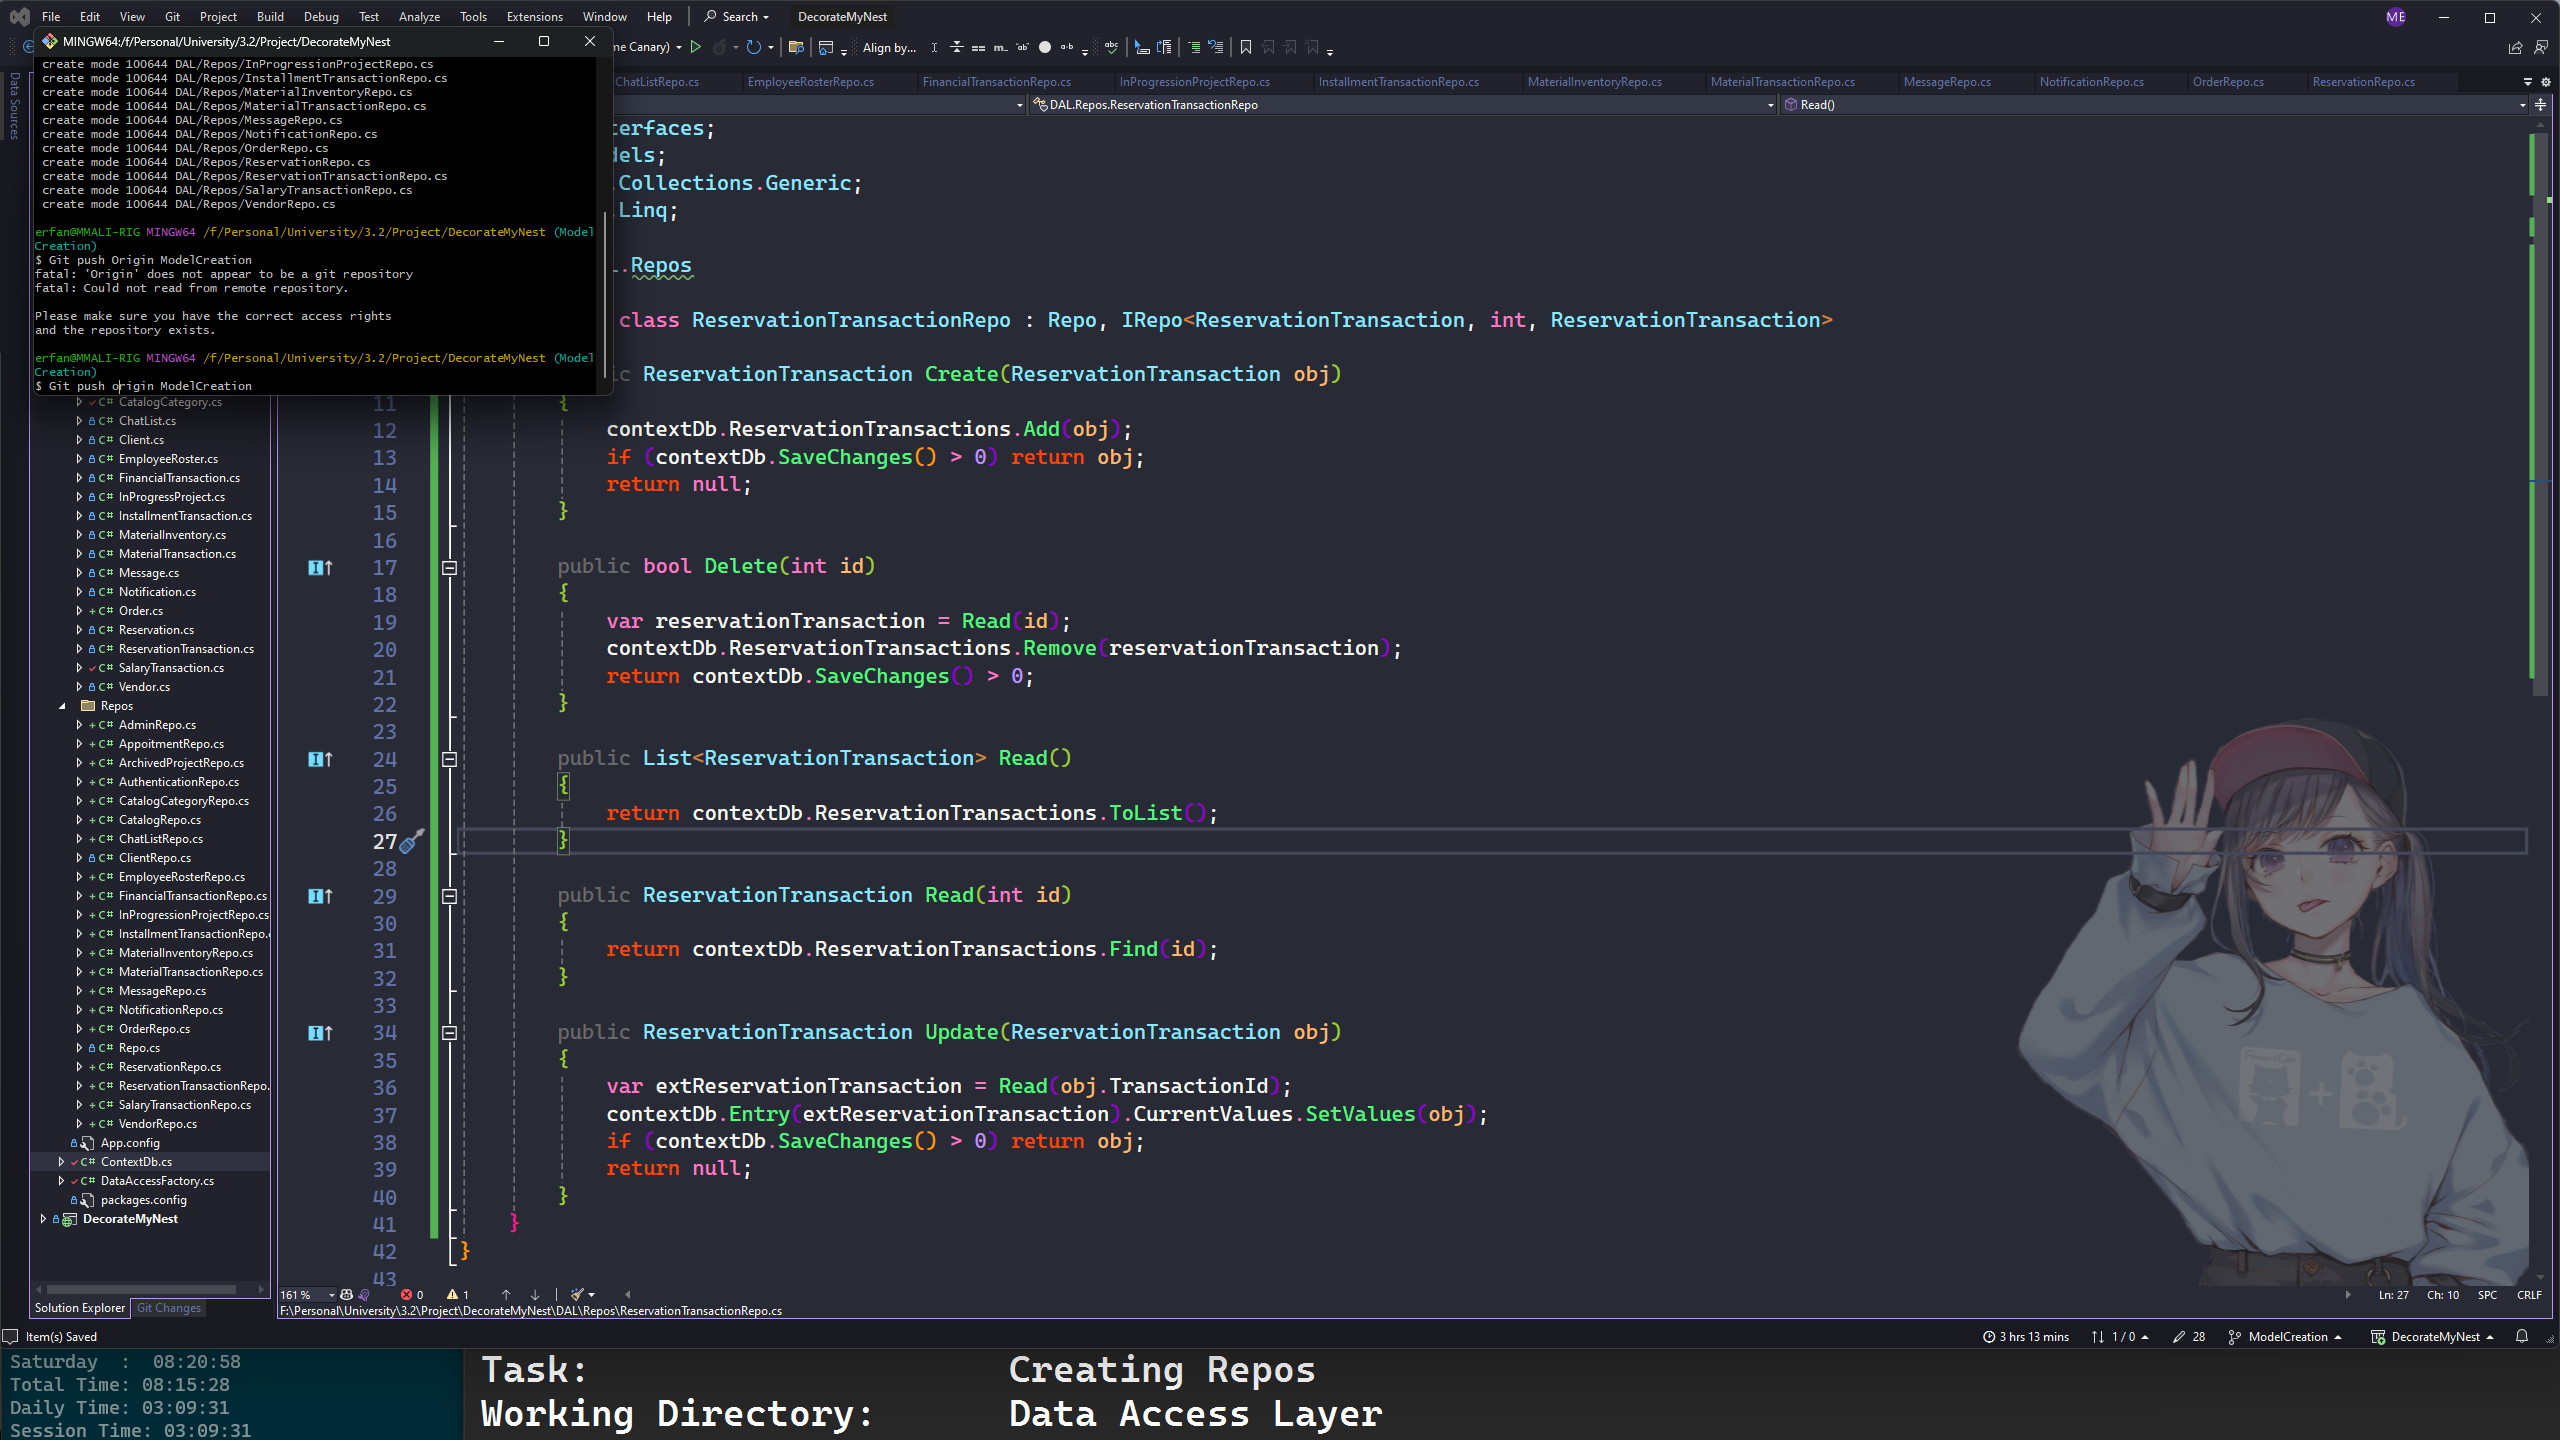 File Edit View Git Project Build Debug Test Analyze Tools Extensions Window Help Search DecorateMyNest ME
MINGW64:/f/Personal/University/3.2/Project/DecorateMyNest
create mode 100644 DAL/Repos/InProgressionProjectRepo.cs
create mode 100644 DAL/Repos/InstallmentTransactionRepo.cs
create mode 100644 DAL/Repos/MaterialInventoryRepo.cs
create mode 100644 DAL/Repos/MaterialTransactionRepo.cs
create mode 100644 DAL/Repos/MessageRepo.cs
create mode 100644 DAL/Repos/NotificationRepo.cs
create mode 100644 DAL/Repos/OrderRepo.cs
create mode 100644 DAL/Repos/ReservationRepo.cs
create mode 100644 DAL/Repos/ReservationTransactionRepo.cs
create mode 100644 DAL/Repos/SalaryTransactionRepo.cs
create mode 100644 DAL/Repos/VendorRepo.cs
erfan@MMALI-RIG MINGW64 /f/Personal/University/3.2/Project/DecorateMyNest (Model
Creation)
$ Git push Origin ModelCreation
fatal: 'Origin' does not appear to be a git repository
fatal: Could not read from remote repository.
Please make sure you have the correct access rights
and the repository exists.
erfan@MMALI-RIG MINGW64 /f/Personal/University/3.2/Project/DecorateMyNest (Model
Creation)
$ Git push origin ModelCreation
me Canary) Align by...
Data Sources
ChatListRepo.cs EmployeeRosterRepo.cs FinancialTransactionRepo.cs InProgressionProjectRepo.cs InstallmentTransactionRepo.cs MaterialInventoryRepo.cs MaterialTransactionRepo.cs MessageRepo.cs NotificationRepo.cs OrderRepo.cs ReservationRepo.cs
DAL.Repos.ReservationTransactionRepo Read()
CatalogCategory.cs
C# ChatList.cs
C# Client.cs
C# EmployeeRoster.cs
C# FinancialTransaction.cs
C# InProgressProject.cs
C# InstallmentTransaction.cs
C# MaterialInventory.cs
C# MaterialTransaction.cs
C# Message.cs
C# Notification.cs
+ C# Order.cs
C# Reservation.cs
C# ReservationTransaction.cs
C# SalaryTransaction.cs
C# Vendor.cs
Repos
+ C# AdminRepo.cs
+ C# AppoitmentRepo.cs
+ C# ArchivedProjectRepo.cs
+ C# AuthenticationRepo.cs
+ C# CatalogCategoryRepo.cs
+ C# CatalogRepo.cs
+ C# ChatListRepo.cs
C# ClientRepo.cs
+ C# EmployeeRosterRepo.cs
+ C# FinancialTransactionRepo.cs
+ C# InProgressionProjectRepo.cs
+ C# InstallmentTransactionRepo.
+ C# MaterialInventoryRepo.cs
+ C# MaterialTransactionRepo.cs
+ C# MessageRepo.cs
+ C# NotificationRepo.cs
+ C# OrderRepo.cs
C# Repo.cs
+ C# ReservationRepo.cs
+ C# ReservationTransactionRepo.
+ C# SalaryTransactionRepo.cs
+ C# VendorRepo.cs
App.config
C# ContextDb.cs
C# DataAccessFactory.cs
packages.config
DecorateMyNest
Solution Explorer Git Changes
terfaces;
dels;
.Collections.Generic;
.Linq;
.Repos
class ReservationTransactionRepo : Repo, IRepo<ReservationTransaction, int, ReservationTransaction>
ic ReservationTransaction Create(ReservationTransaction obj)
11 {
12 contextDb.ReservationTransactions.Add(obj);
13 if (contextDb.SaveChanges() > 0) return obj;
14 return null;
15 }
16
17 public bool Delete(int id)
18 {
19 var reservationTransaction = Read(id);
20 contextDb.ReservationTransactions.Remove(reservationTransaction);
21 return contextDb.SaveChanges() > 0;
22 }
23
24 public List<ReservationTransaction> Read()
25 {
26 return contextDb.ReservationTransactions.ToList();
27 }
28
29 public ReservationTransaction Read(int id)
30 {
31 return contextDb.ReservationTransactions.Find(id);
32 }
33
34 public ReservationTransaction Update(ReservationTransaction obj)
35 {
36 var extReservationTransaction = Read(obj.TransactionId);
37 contextDb.Entry(extReservationTransaction).CurrentValues.SetValues(obj);
38 if (contextDb.SaveChanges() > 0) return obj;
39 return null;
40 }
41 }
42 }
43
161 % 0 1 Ln: 27 Ch: 10 SPC CRLF
F:\Personal\University\3.2\Project\DecorateMyNest\DAL\Repos\ReservationTransactionRepo.cs
Item(s) Saved 3 hrs 13 mins 1 / 0 28 ModelCreation DecorateMyNest
Saturday : 08:20:58
Total Time: 08:15:28
Daily Time: 03:09:31
Session Time: 03:09:31
Task: Creating Repos
Working Directory: Data Access Layer